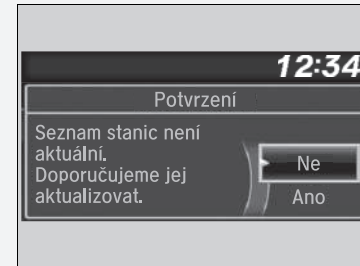 12:34
Potvrzení
Seznam stanic není
aktuální.
Doporučujeme jej
aktualizovat.
Ne
Ano